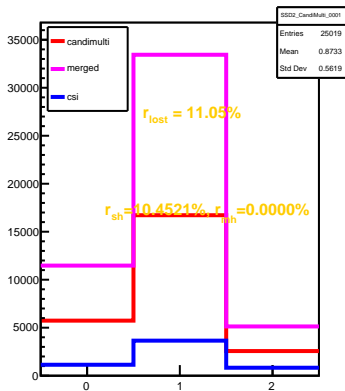 SSD2_CandiMulti_0001
Entries 25019
Mean 0.8733
Std Dev 0.5619
candimulti
merged
csi
35000
30000
25000
20000
15000
10000
5000
0
r_lost = 11.05%
r_sh=10.4521%, =0.0000%
0 1 2